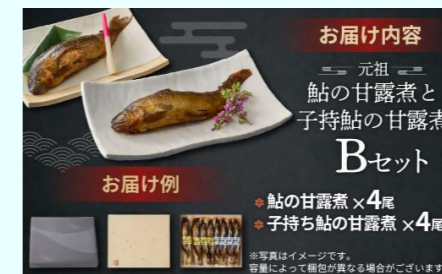 お届け内容
元祖
鮎の甘露煮と
子持鮎の甘露煮
Bセット
お届け例
鮎の甘露煮×4尾
子持ち鮎の甘露煮×4尾
※写真はイメージです。
容量によって梱包が異なる場合がございます